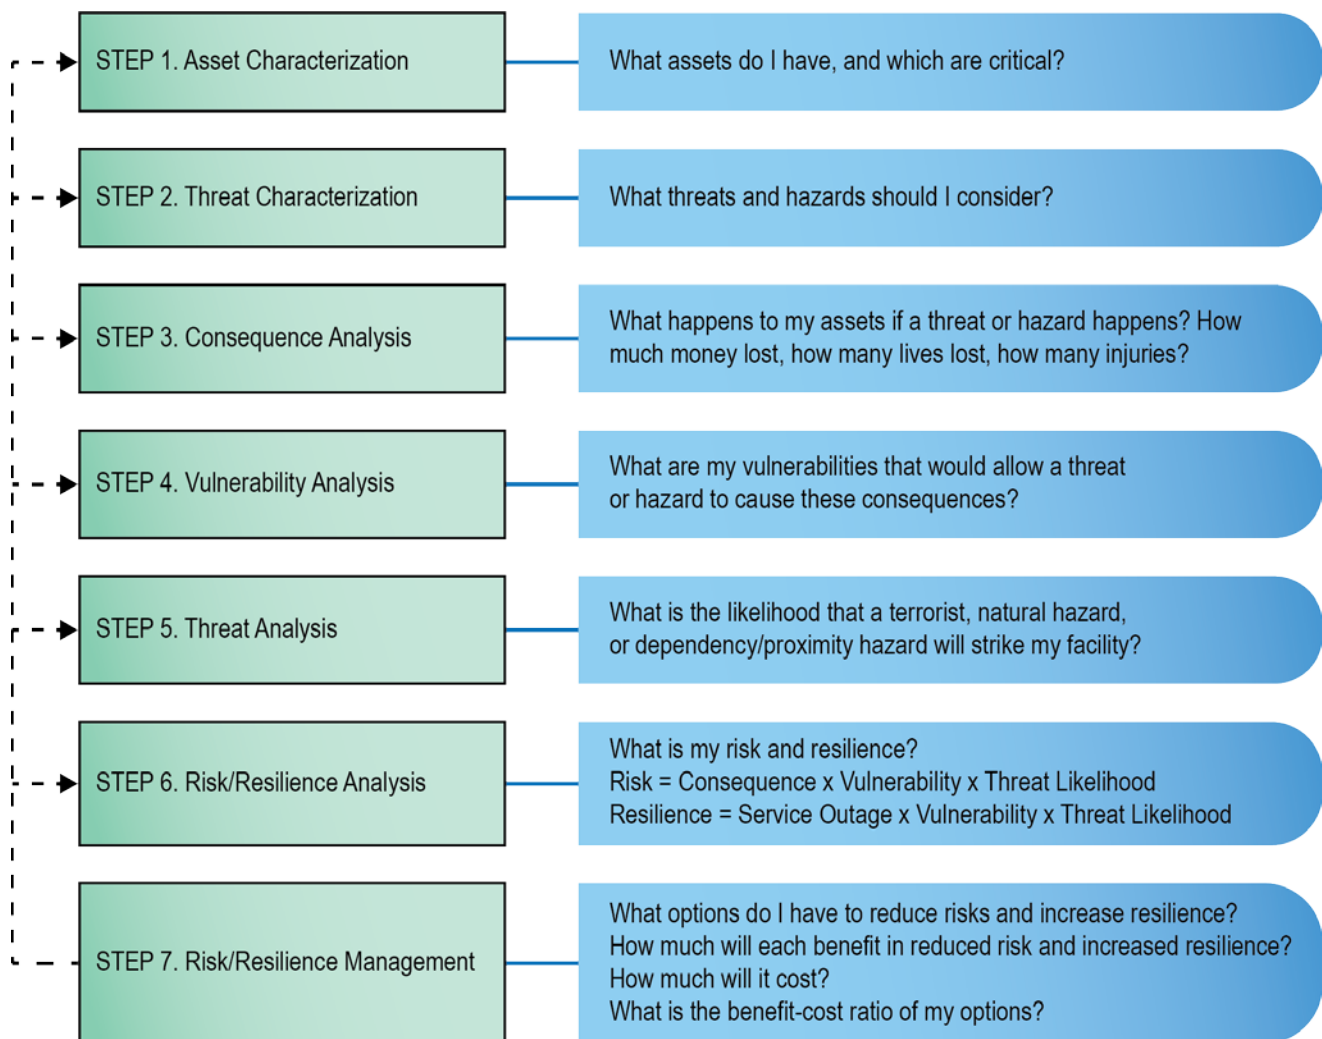 STEP 1. Asset Characterization
What assets do I have, and which are critical?
STEP 2. Threat Characterization
What threats and hazards should I consider?
STEP 3. Consequence Analysis
What happens to my assets if a threat or hazard happens? How
much money lost, how many lives lost, how many injuries?
STEP 4. Vulnerability Analysis
What are my vulnerabilities that would allow a threat
or hazard to cause these consequences?
STEP 5. Threat Analysis
What is the likelihood that a terrorist, natural hazard,
or dependency/proximity hazard will strike my facility?
STEP 6. Risk/Resilience Analysis
What is my risk and resilience?
Risk = Consequence x Vulnerability x Threat Likelihood
Resilience = Service Outage x Vulnerability x Threat Likelihood
STEP 7. Risk/Resilience Management
What options do I have to reduce risks and increase resilience?
How much will each benefit in reduced risk and increased resilience?
How much will it cost?
What is the benefit-cost ratio of my options?